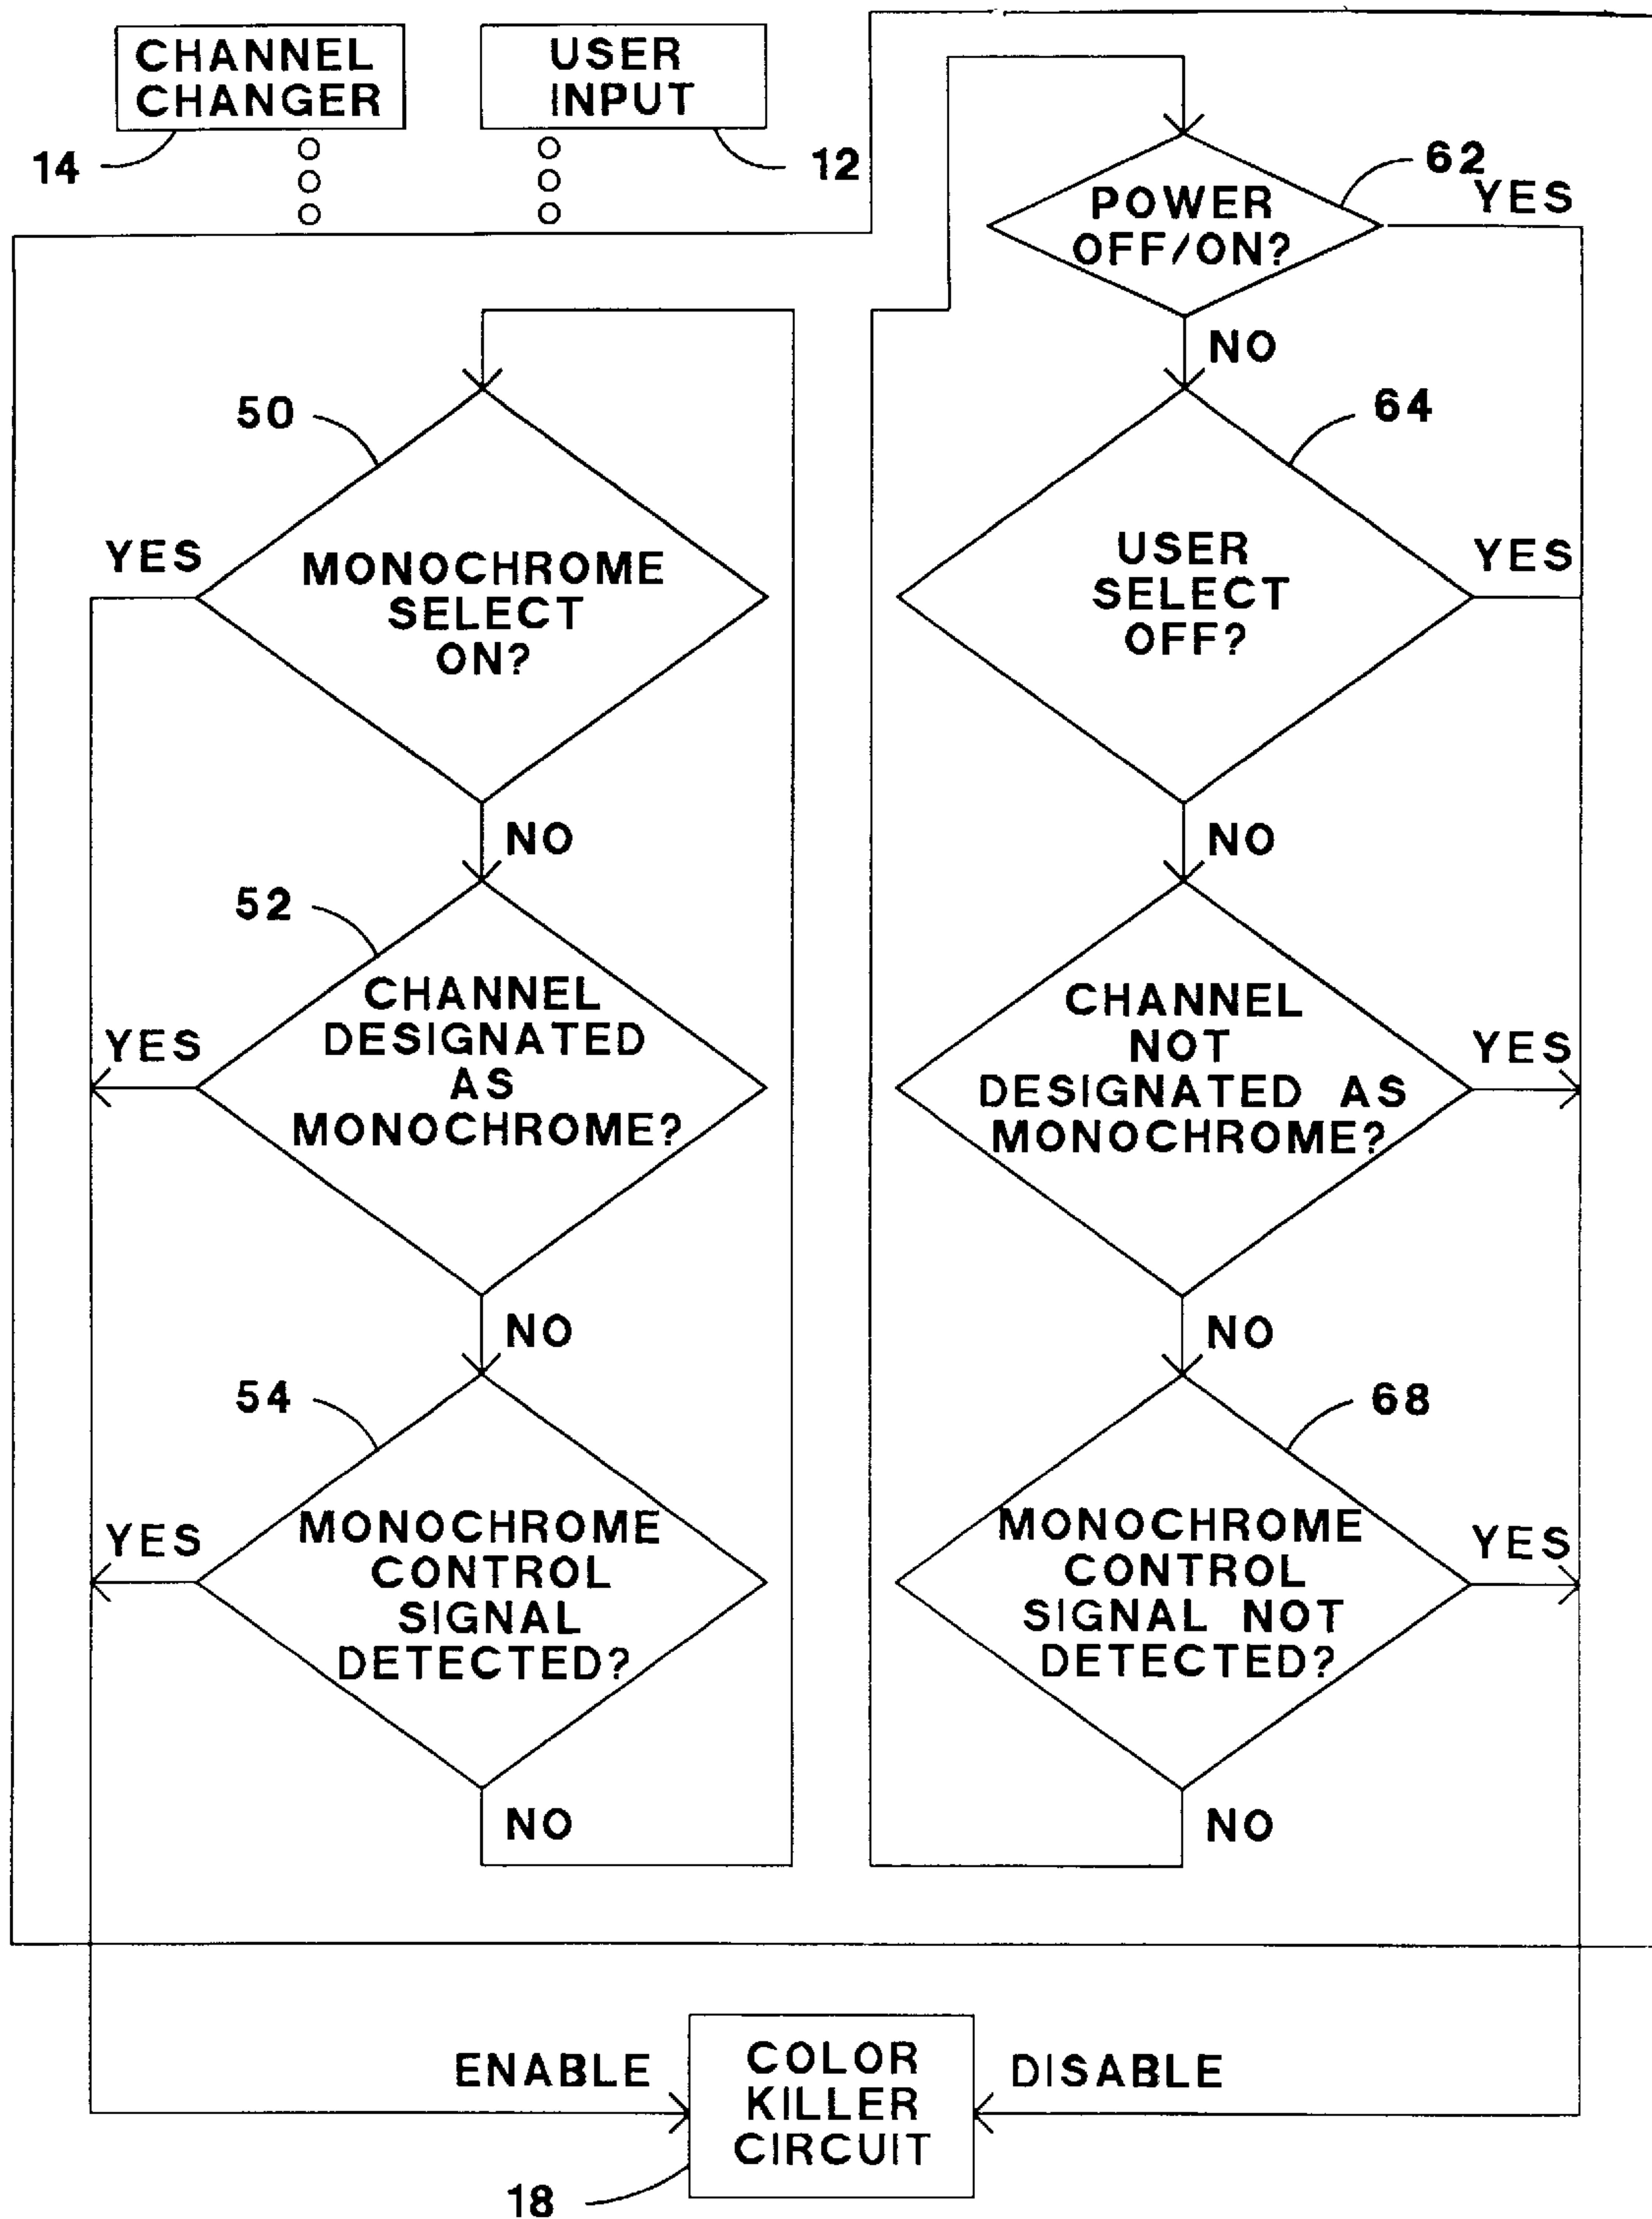 CHANNEL
CHANGER
14
USER
INPUT
12
50
MONOCHROME
SELECT
ON?
YES
NO
52
CHANNEL
DESIGNATED
AS
MONOCHROME?
YES
NO
54
MONOCHROME
CONTROL
SIGNAL
DETECTED?
YES
NO
62
POWER
OFF/ON?
YES
NO
64
USER
SELECT
OFF?
YES
NO
CHANNEL
NOT
DESIGNATED AS
MONOCHROME?
YES
NO
68
MONOCHROME
CONTROL
SIGNAL NOT
DETECTED?
YES
NO
ENABLE
COLOR
KILLER
CIRCUIT
DISABLE
18